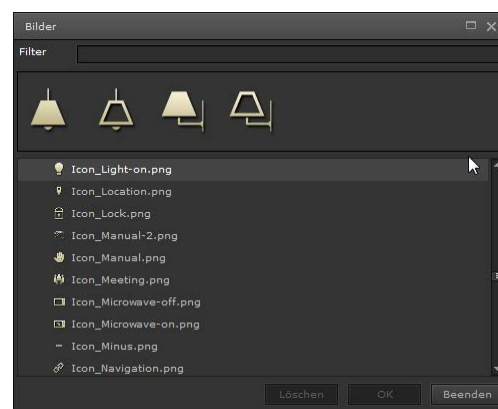 Bilder
Filter
Icon_Light-on.png
Icon_Location.png
Icon_Lock.png
Icon_Manual-2.png
Icon_Manual.png
Icon_Meeting.png
Icon_Microwave-off.png
Icon_Microwave-on.png
Icon_Minus.png
Icon_Navigation.png
Löschen OK Beenden